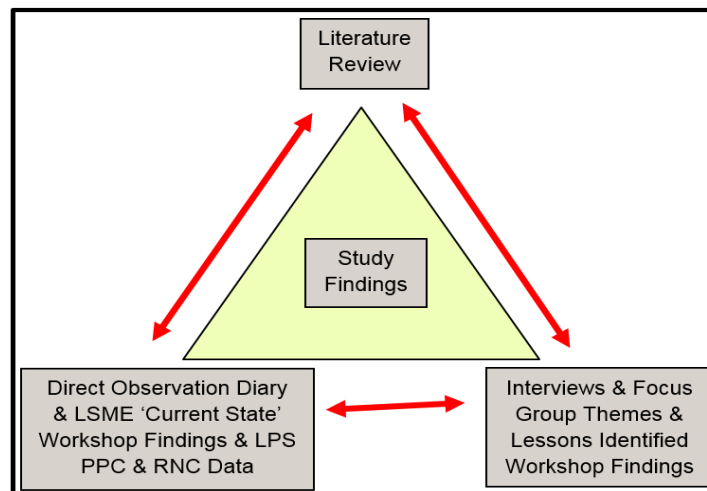 Literature
Review
Study
Findings
Direct Observation Diary
& LSME ‘Current State’
Workshop Findings & LPS
PPC & RNC Data
Interviews & Focus
Group Themes &
Lessons Identified
Workshop Findings